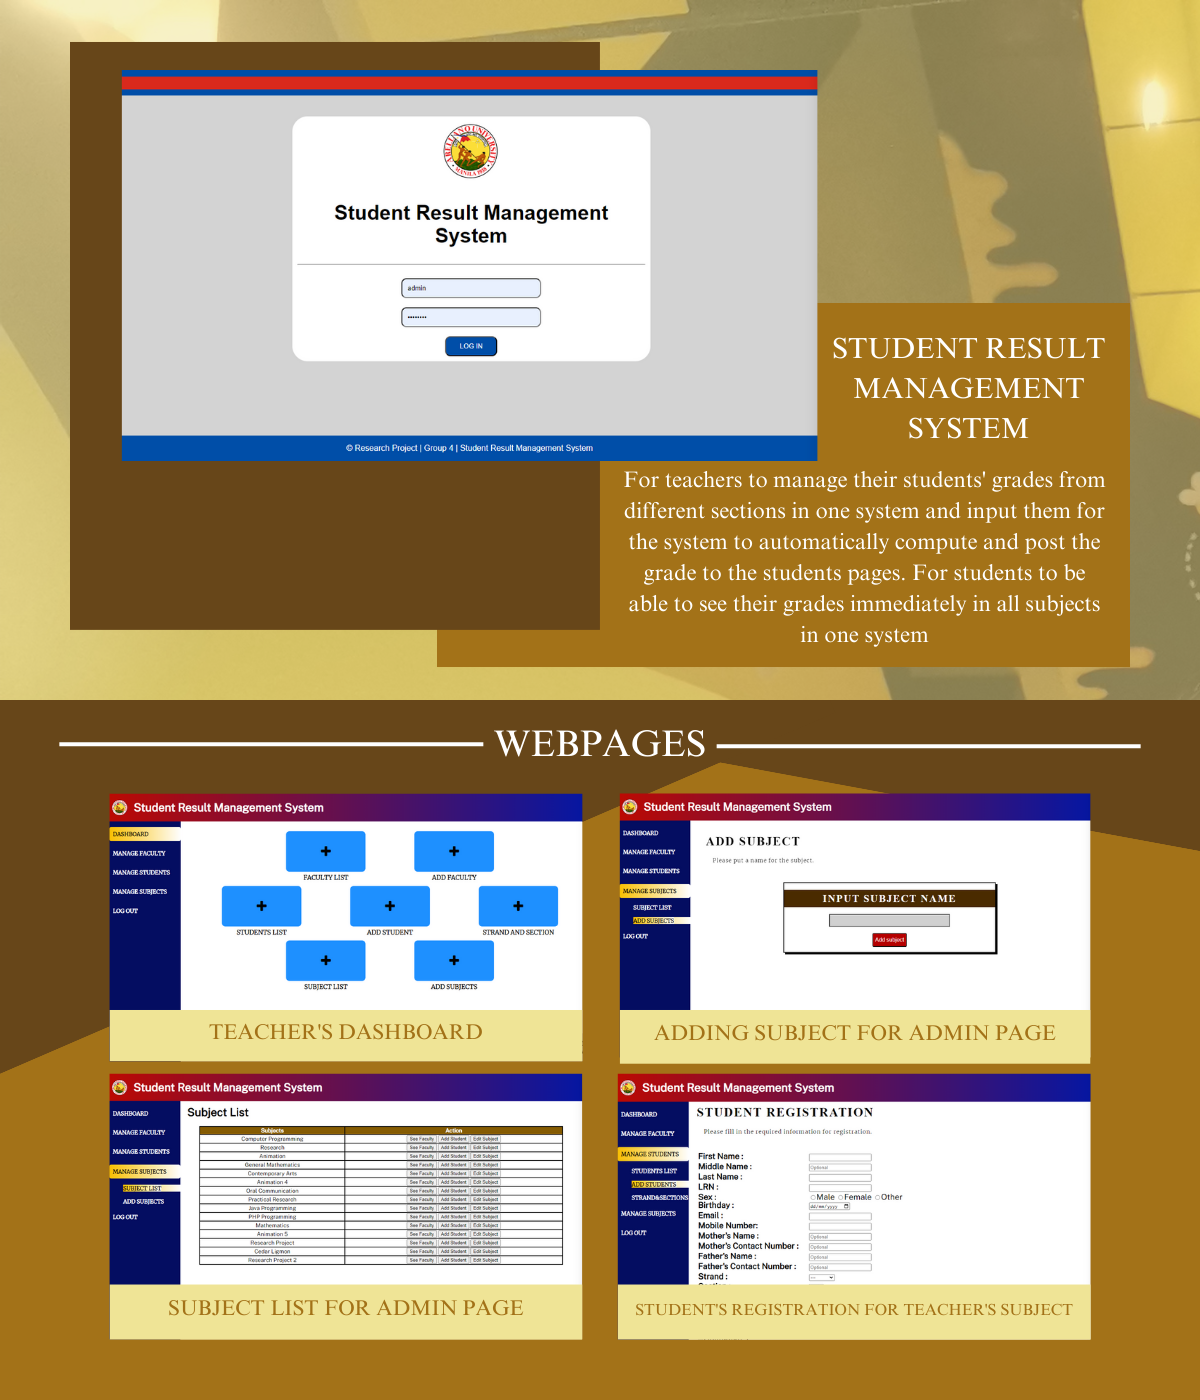 ARELLANO UNIVERSITY
MANILA 1938
Student Result Management
System
admin
LOG IN
© Research Project | Group 4 | Student Result Management System
STUDENT RESULT
MANAGEMENT
SYSTEM
For teachers to manage their students' grades from
different sections in one system and input them for
the system to automatically compute and post the
grade to the students pages. For students to be
able to see their grades immediately in all subjects
in one system
WEBPAGES
Student Result Management System
DASHBOARD
MANAGE FACULTY
MANAGE STUDENTS
MANAGE SUBJECTS
LOG OUT
FACULTY LIST
ADD FACULTY
STUDENTS LIST
ADD STUDENT
STRAND AND SECTION
SUBJECT LIST
ADD SUBJECTS
TEACHER'S DASHBOARD
Student Result Management System
DASHBOARD
MANAGE FACULTY
MANAGE STUDENTS
MANAGE SUBJECTS
SUBJECT LIST
ADD SUBJECTS
LOG OUT
ADD SUBJECT
Please put a name for the subject.
INPUT SUBJECT NAME
Add subject
ADDING SUBJECT FOR ADMIN PAGE
Student Result Management System
DASHBOARD
MANAGE FACULTY
MANAGE STUDENTS
MANAGE SUBJECTS
SUBJECT LIST
ADD SUBJECTS
LOG OUT
Subject List
Subjects Action
Computer Programming See Faculty Add Student Edit Subject
Research See Faculty Add Student Edit Subject
Animation See Faculty Add Student Edit Subject
General Mathematics See Faculty Add Student Edit Subject
Contemporary Arts See Faculty Add Student Edit Subject
Animation 4 See Faculty Add Student Edit Subject
Oral Communication See Faculty Add Student Edit Subject
Practical Research See Faculty Add Student Edit Subject
Java Programming See Faculty Add Student Edit Subject
PHP Programming See Faculty Add Student Edit Subject
Mathematics See Faculty Add Student Edit Subject
Animation 5 See Faculty Add Student Edit Subject
Research Project See Faculty Add Student Edit Subject
Cedar Ligmon See Faculty Add Student Edit Subject
Research Project 2 See Faculty Add Student Edit Subject
SUBJECT LIST FOR ADMIN PAGE
Student Result Management System
DASHBOARD
MANAGE FACULTY
MANAGE STUDENTS
STUDENTS LIST
ADD STUDENTS
STRAND&SECTIONS
MANAGE SUBJECTS
LOG OUT
STUDENT REGISTRATION
Please fill in the required information for registration.
First Name :
Middle Name : Optional
Last Name :
LRN :
Sex : Male Female Other
Birthday : dd/mm/yyyy
Email :
Mobile Number:
Mother's Name : Optional
Mother's Contact Number : Optional
Father's Name : Optional
Father's Contact Number : Optional
Strand : ---
STUDENT'S REGISTRATION FOR TEACHER'S SUBJECT